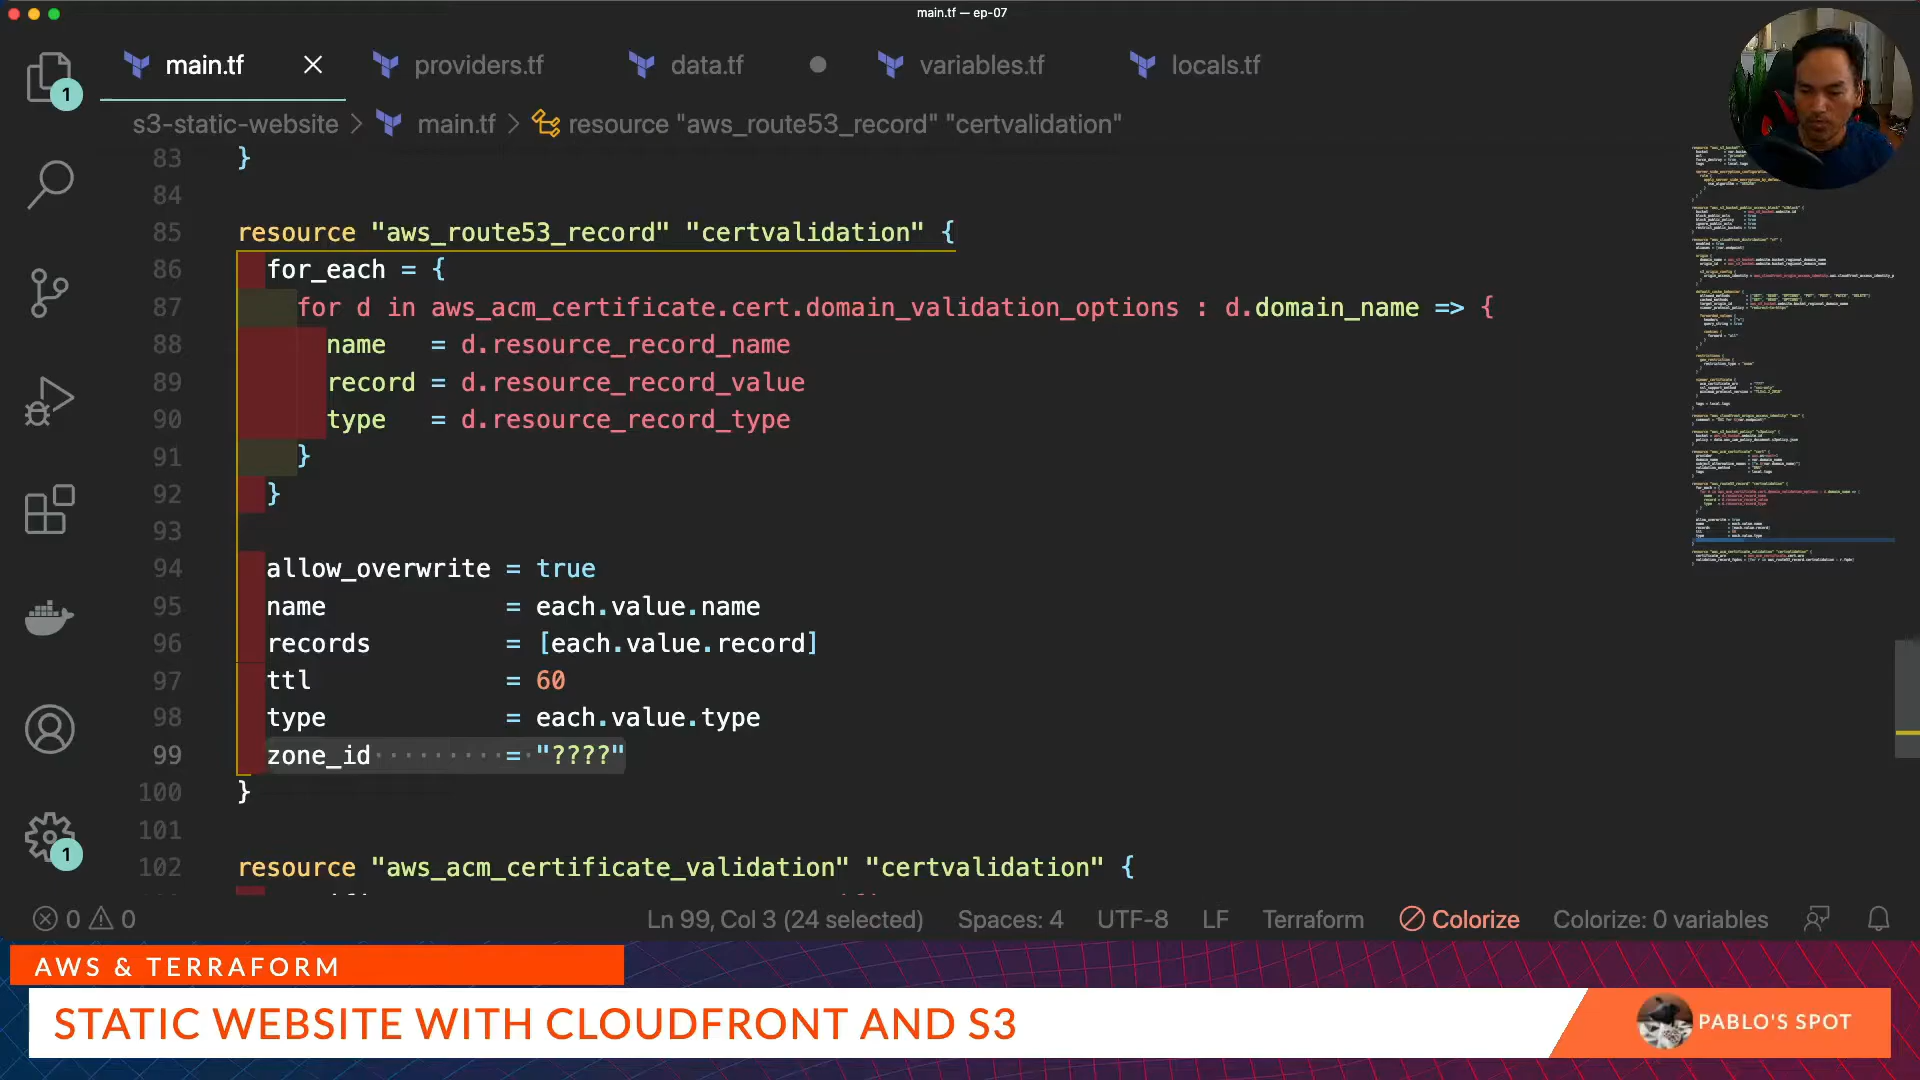 main.tf — ep-07
main.tf
providers.tf
data.tf
variables.tf
locals.tf
1
s3-static-website > main.tf > resource "aws_route53_record" "certvalidation"
83 }
84
85 resource "aws_route53_record" "certvalidation" {
86 for_each = {
87 for d in aws_acm_certificate.cert.domain_validation_options : d.domain_name => {
88 name = d.resource_record_name
89 record = d.resource_record_value
90 type = d.resource_record_type
91 }
92 }
93
94 allow_overwrite = true
95 name = each.value.name
96 records = [each.value.record]
97 ttl = 60
98 type = each.value.type
99 zone_id = "????"
100 }
101
102 resource "aws_acm_certificate_validation" "certvalidation" {
1
0 0
Ln 99, Col 3 (24 selected)
Spaces: 4
UTF-8
LF
Terraform
Colorize
Colorize: 0 variables
AWS & TERRAFORM
STATIC WEBSITE WITH CLOUDFRONT AND S3
PABLO'S SPOT